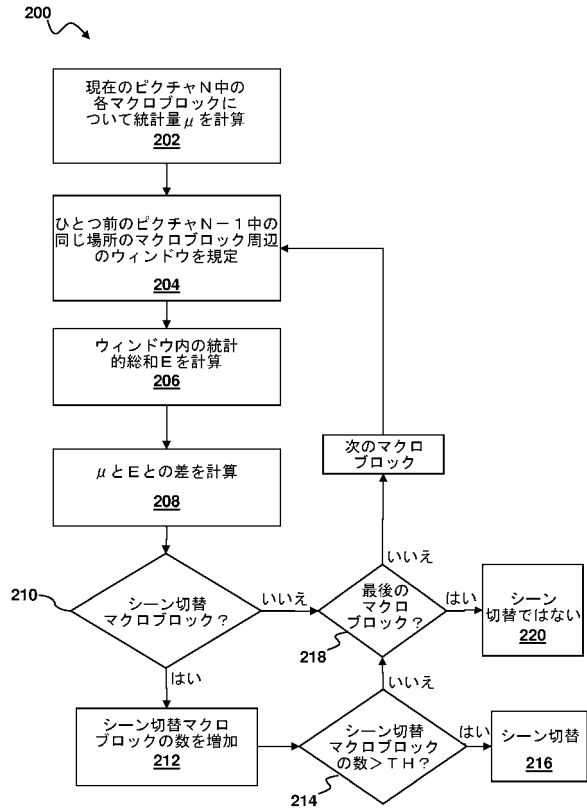 200
現在のピクチャN中の
各マクロブロックに
ついて統計量μを計算
202
ひとつ前のピクチャN－1中の
同じ場所のマクロブロック周辺
のウィンドウを規定
204
ウィンドウ内の統計
的総和Eを計算
206
次のマクロ
ブロック
μとEとの差を計算
208
いいえ
210
シーン切替
マクロブロック？
いいえ
最後の
マクロ
ブロック？
218
はい
シーン
切替ではない
220
はい
いいえ
シーン切替マクロ
ブロックの数を増加
212
シーン切替
マクロブロック
の数＞TH？
214
はい
シーン切替
216